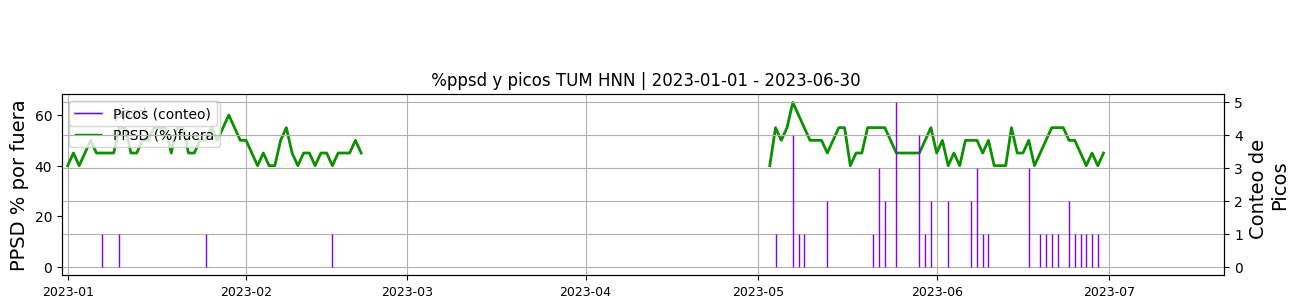 %ppsd y picos TUM HNN | 2023-01-01 - 2023-06-30
PPSD % por fuera
60
40
20
0
Picos (conteo)
PPSD (%)fuera
5
4
3
2
1
0
Conteo de
Picos
2023-01
2023-02
2023-03
2023-04
2023-05
2023-06
2023-07